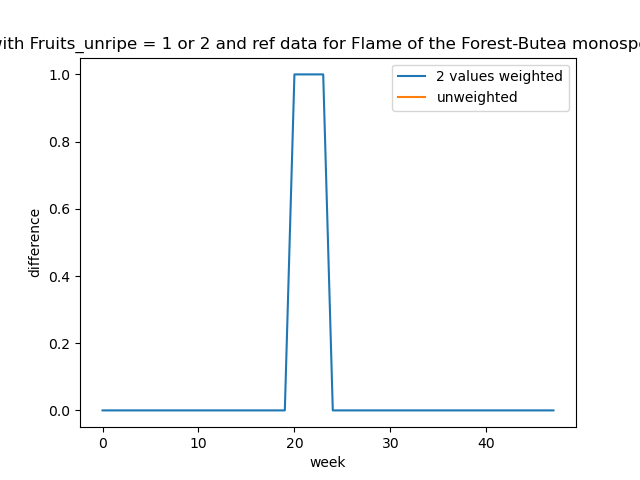 with Fruits_unripe = 1 or 2 and ref data for Flame of the Forest-Butea
2 values weighted
unweighted
1.0
0.8
0.6
0.4
0.2
0.0
difference
0
10
20
30
40
week